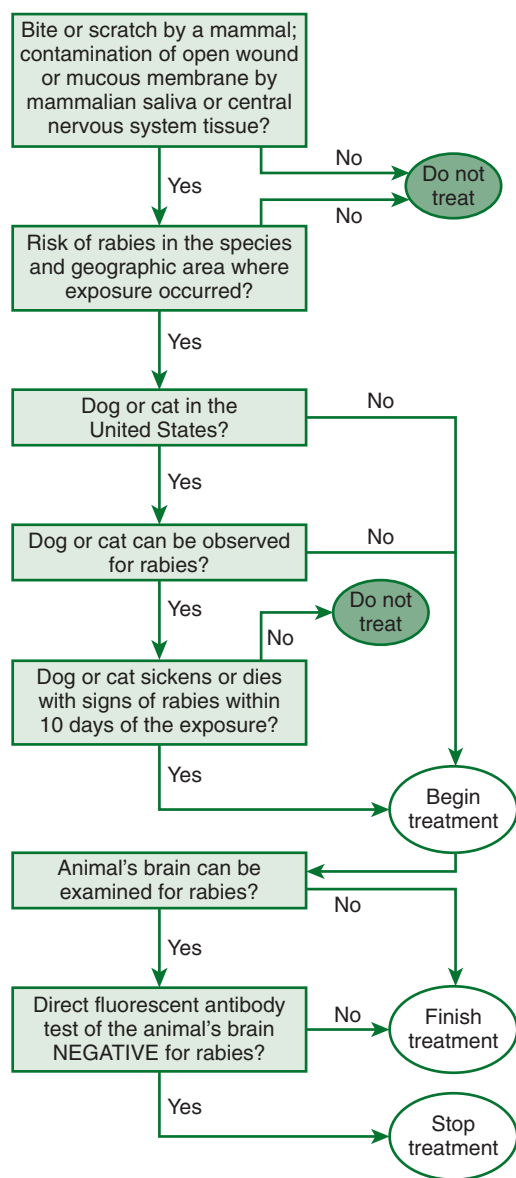 Bite or scratch by a mammal;
contamination of open wound
or mucous membrane by
mammalian saliva or central
nervous system tissue?
No
Do not
treat
Yes
No
Risk of rabies in the species
and geographic area where
exposure occurred?
Yes
Dog or cat in the
United States?
No
Yes
Dog or cat can be observed
for rabies?
No
Yes
Do not
treat
No
Dog or cat sickens or dies
with signs of rabies within
10 days of the exposure?
Yes
Begin
treatment
Animal's brain can be
examined for rabies?
No
Yes
Direct fluorescent antibody
test of the animal's brain
NEGATIVE for rabies?
No
Finish
treatment
Yes
Stop
treatment